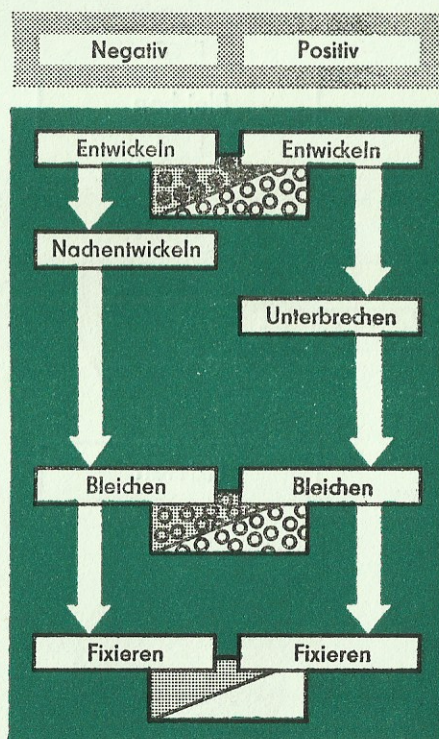 Negativ Positiv
Entwickeln Entwickeln
Nachentwickeln
Unterbrechen
Bleichen Bleichen
Fixieren Fixieren